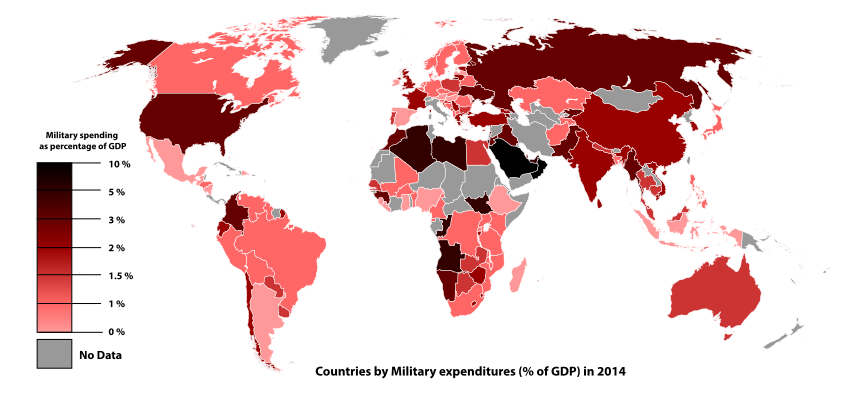 Military spending
as percentage of GDP
10 %
5 %
3 %
2 %
1.5 %
1 %
0 %
No Data
Countries by Military expenditures (% of GDP) in 2014